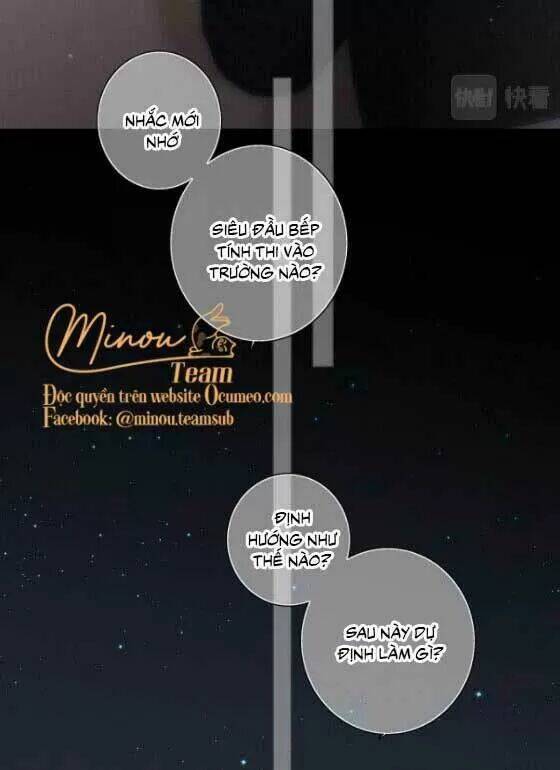 快看
快看
NHẮC MỚI
NHỚ
SIÊU ĐẦU BẾP
TÍNH THI VÀO
TRƯỜNG NÀO?
Minou
Team
Độc quyền trên website Ocumeo.com
Facebook: @minou.teamsub
ĐỊNH
HƯỚNG NHƯ
THẾ NÀO?
SAU NÀY DỰ
ĐỊNH LÀM GÌ?